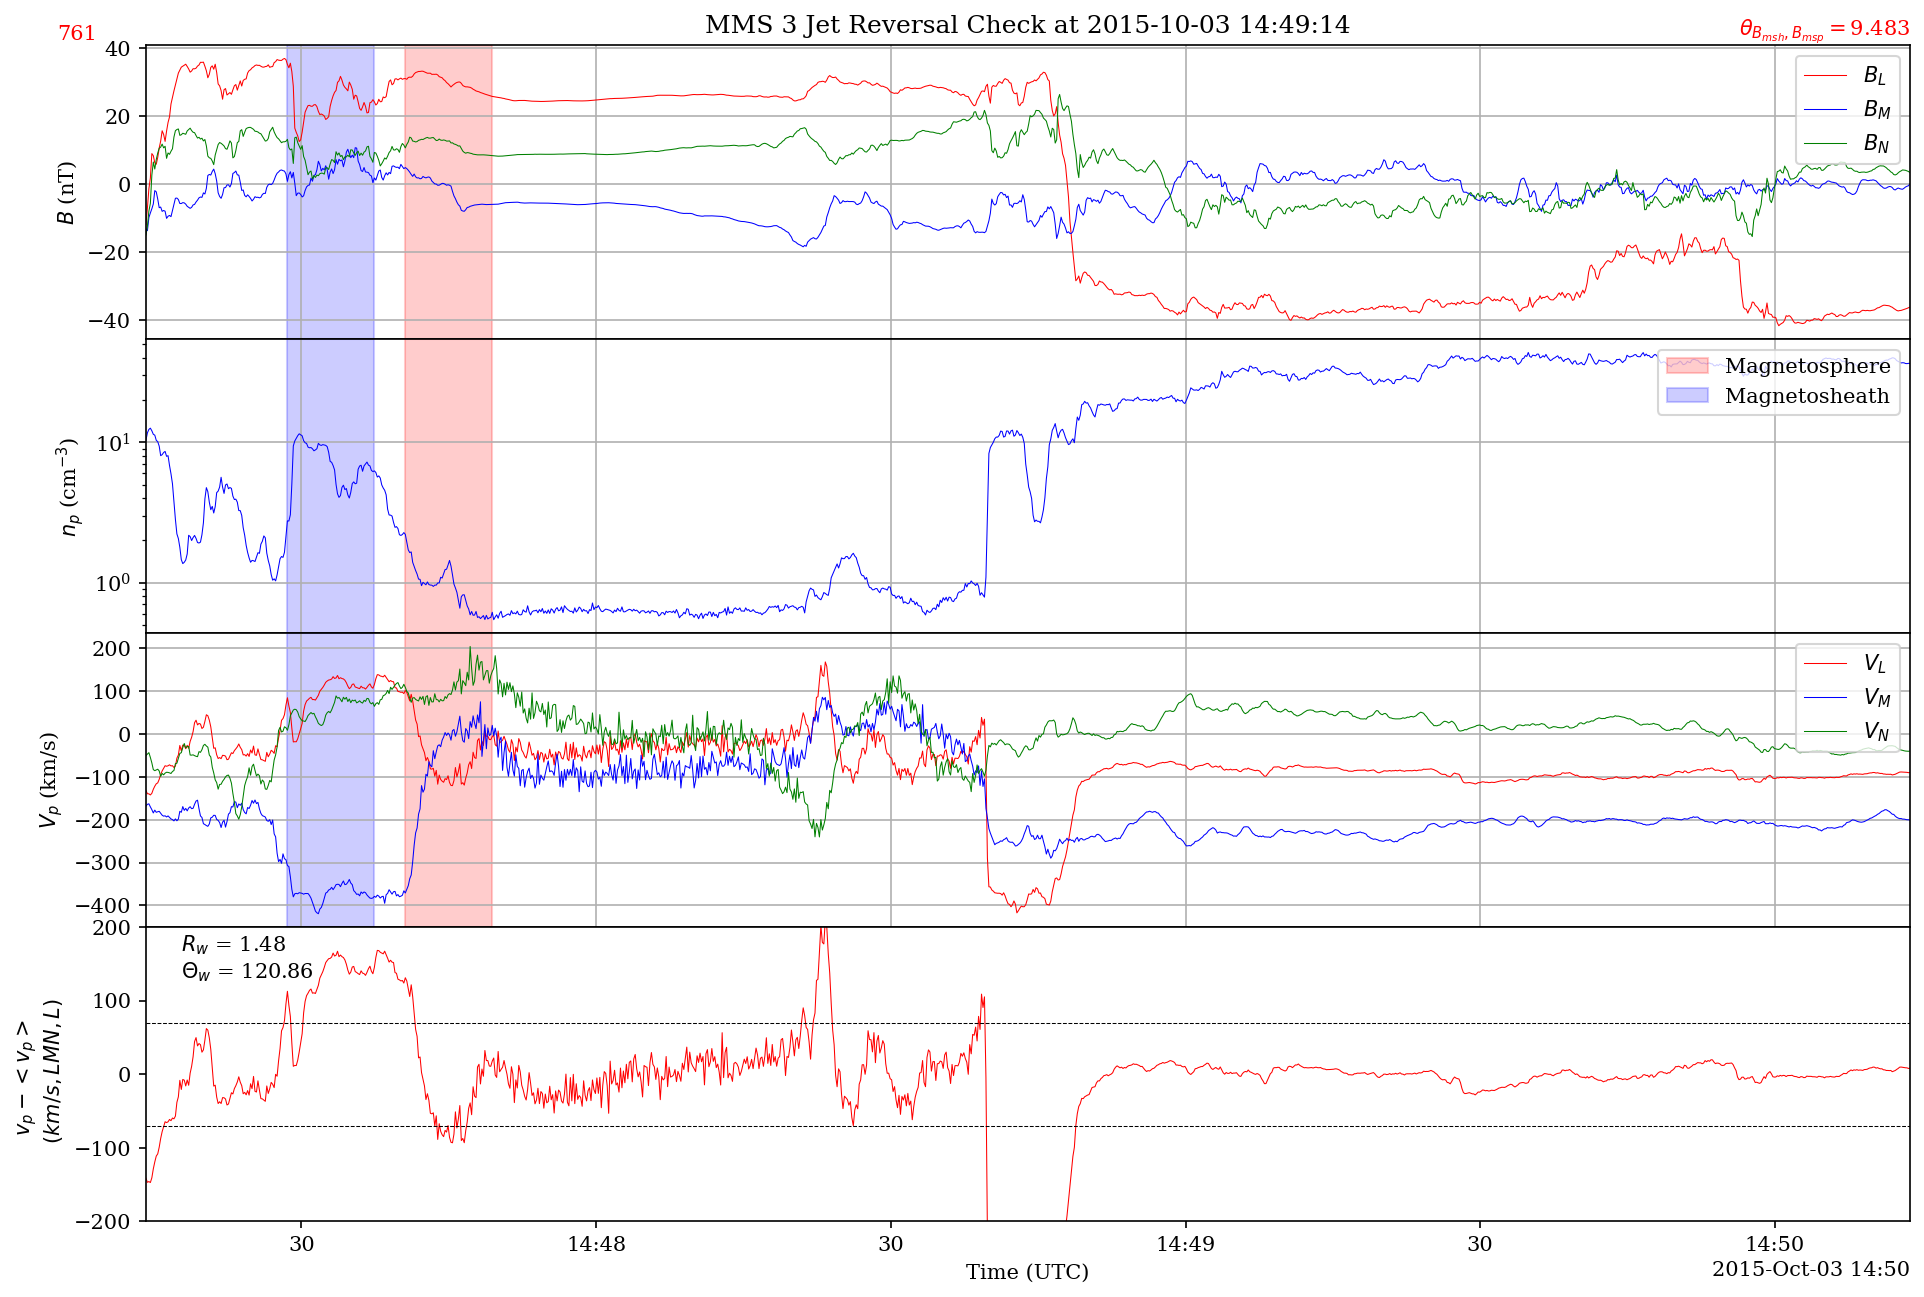 761
MMS 3 Jet Reversal Check at 2015-10-03 14:49:14
θ_{B_{msh}, B_{msp}} = 9.483
40
20
0
−20
−40
B (nT)
B_L
B_M
B_N
10^1
10^0
n_p (cm^{-3})
Magnetosphere
Magnetosheath
200
100
0
−100
−200
−300
−400
V_p (km/s)
V_L
V_M
V_N
200
100
0
−100
−200
v_p − < v_p >
(km/s, LMN, L)
R_w = 1.48
Θ_w = 120.86
30
14:48
30
14:49
30
14:50
Time (UTC)
2015-Oct-03 14:50